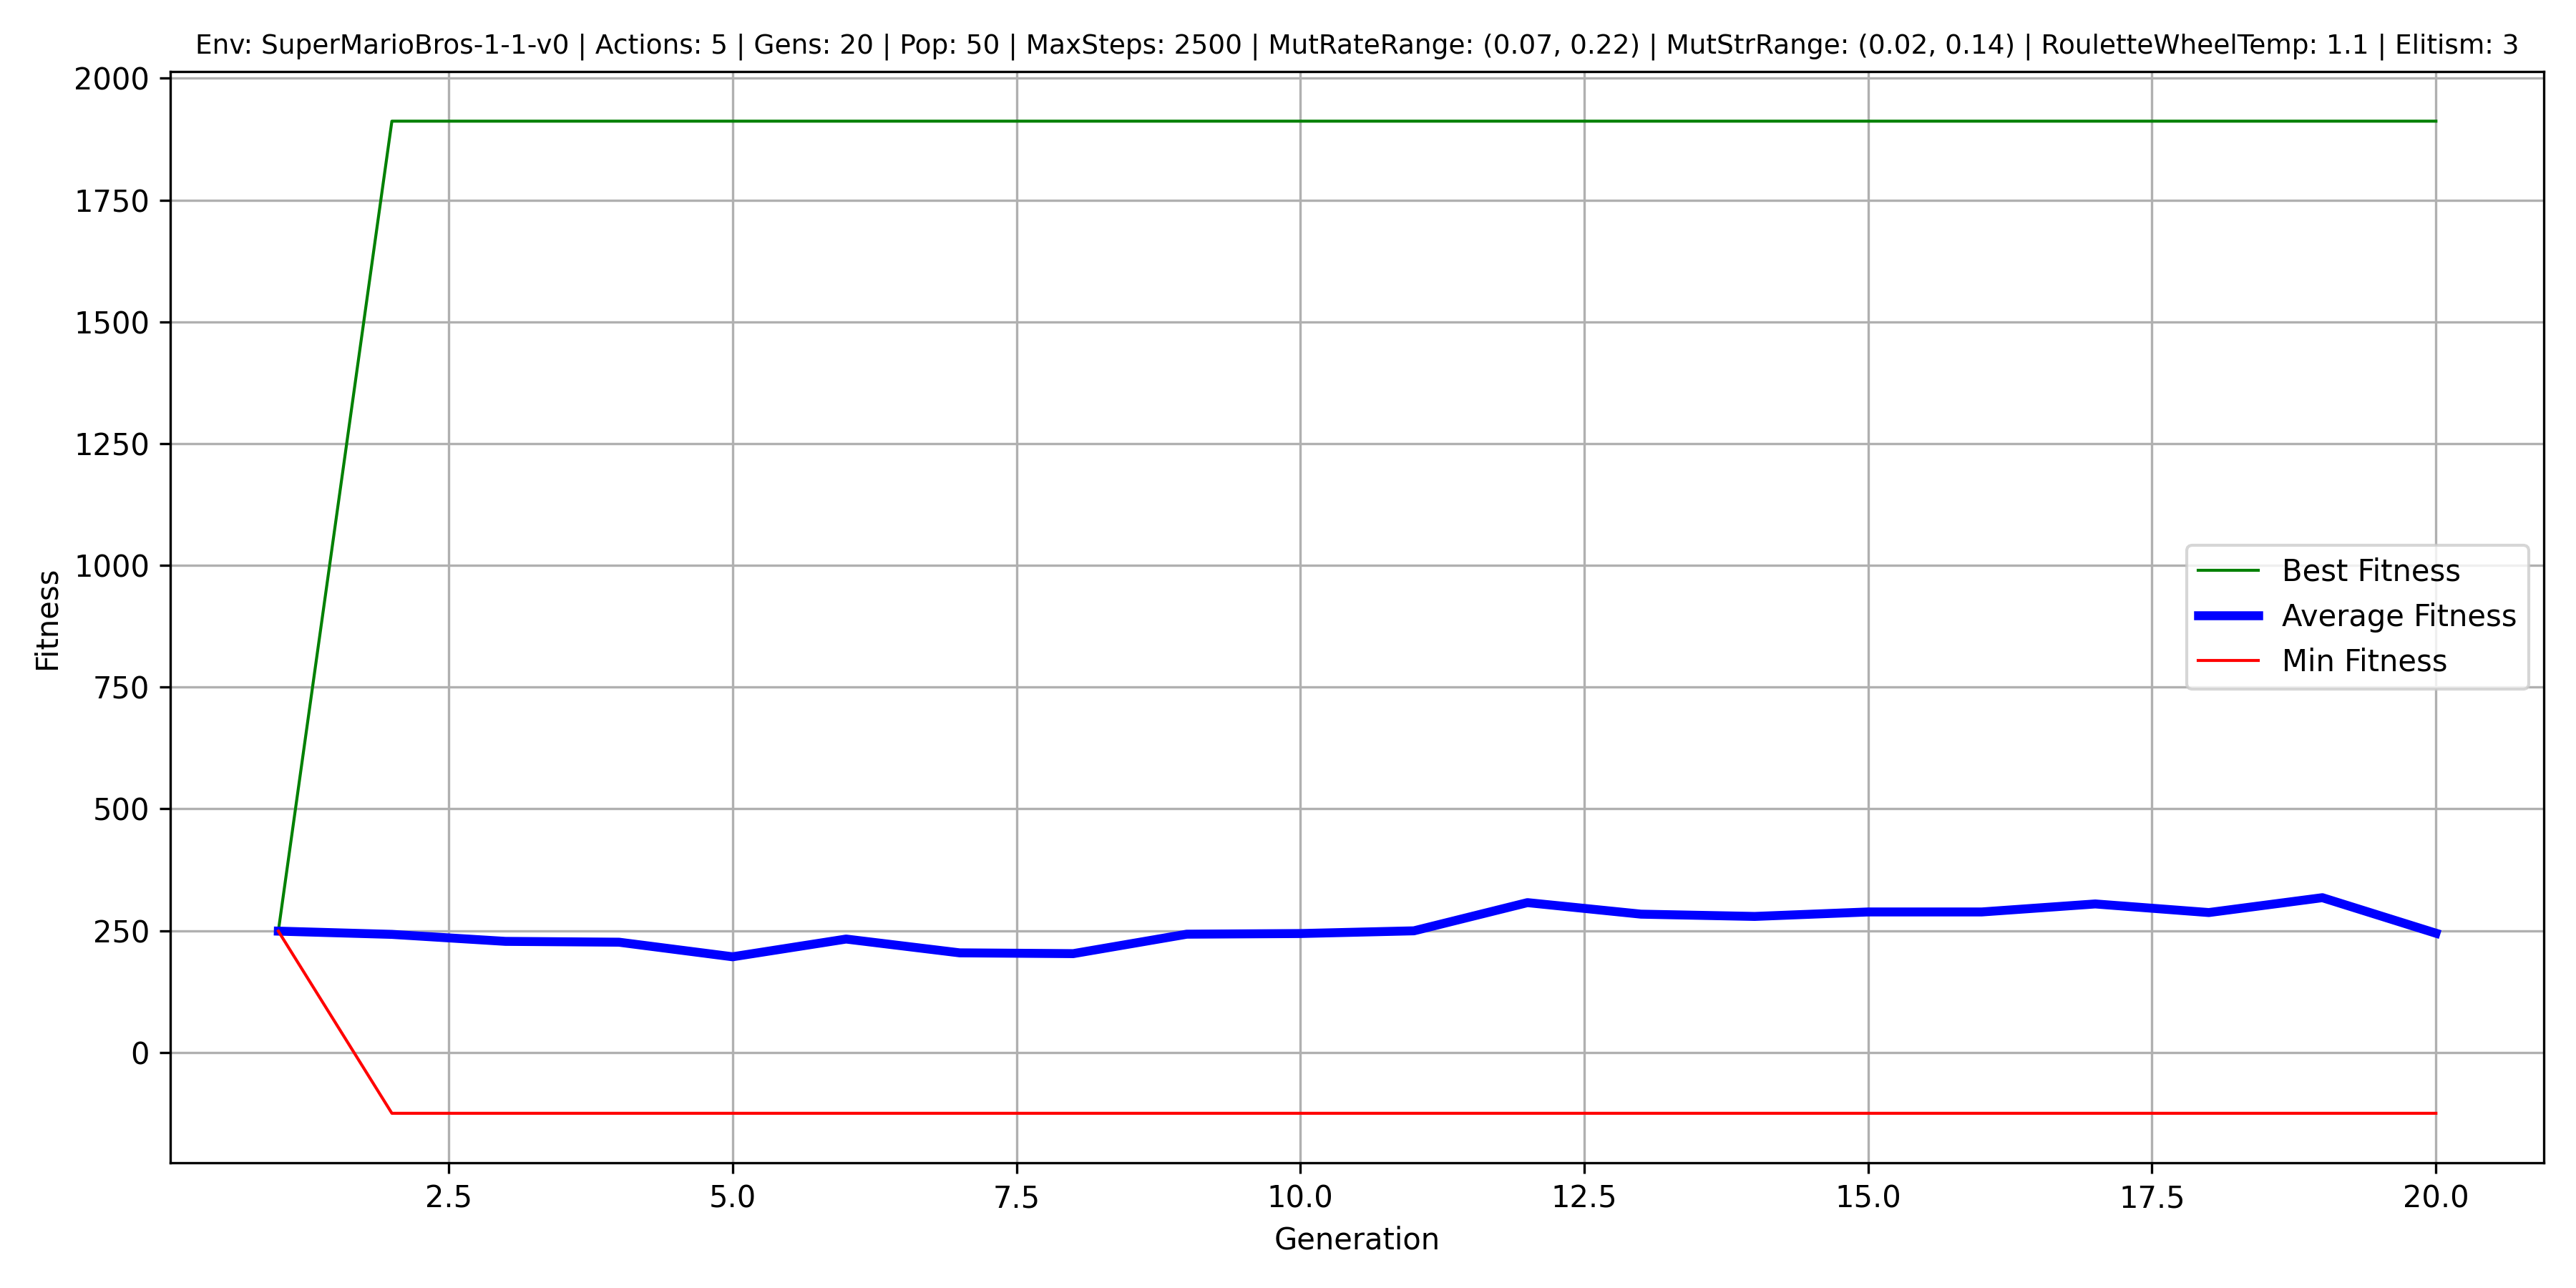 Env: SuperMarioBros-1-1-v0 | Actions: 5 | Gens: 20 | Pop: 50 | MaxSteps: 2500 | MutRateRange: (0.07, 0.22) | MutStrRange: (0.02, 0.14) | RouletteWheelTemp: 1.1 | Elitism: 3
2000
1750
1500
1250
1000
750
500
250
0
Fitness
Best Fitness
Average Fitness
Min Fitness
2.5 5.0 7.5 10.0 12.5 15.0 17.5 20.0
Generation